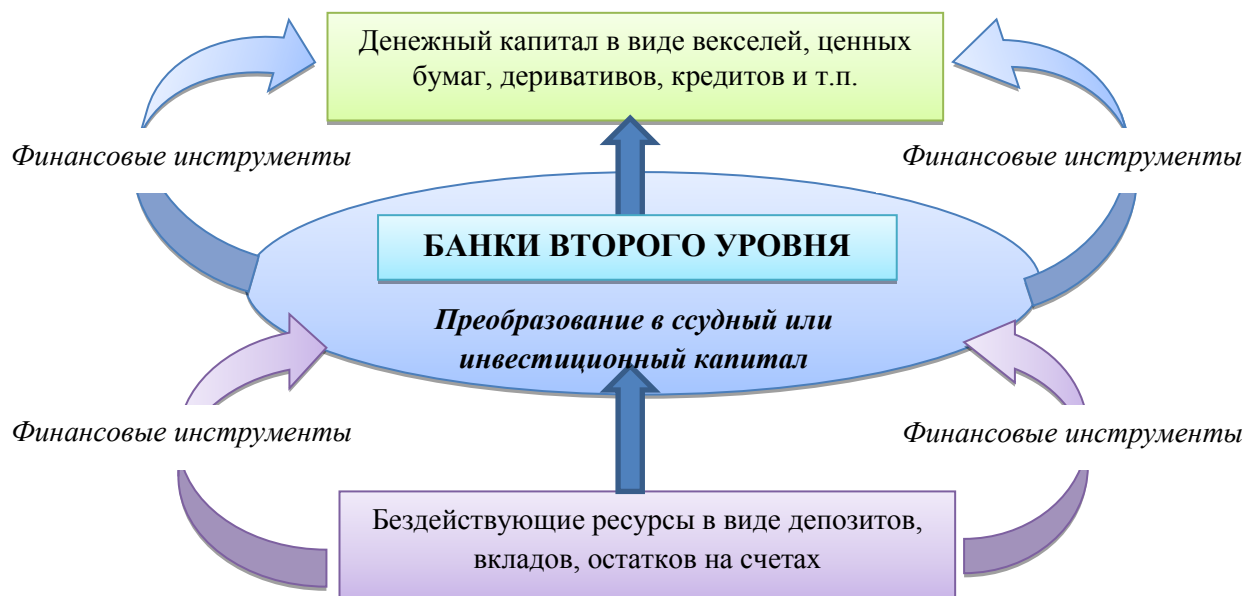 Денежный капитал в виде векселей, ценных
бумаг, деривативов, кредитов и т.п.
Финансовые инструменты
Финансовые инструменты
БАНКИ ВТОРОГО УРОВНЯ
Преобразование в ссудный или
инвестиционный капитал
Финансовые инструменты
Финансовые инструменты
Бездействующие ресурсы в виде депозитов,
вкладов, остатков на счетах